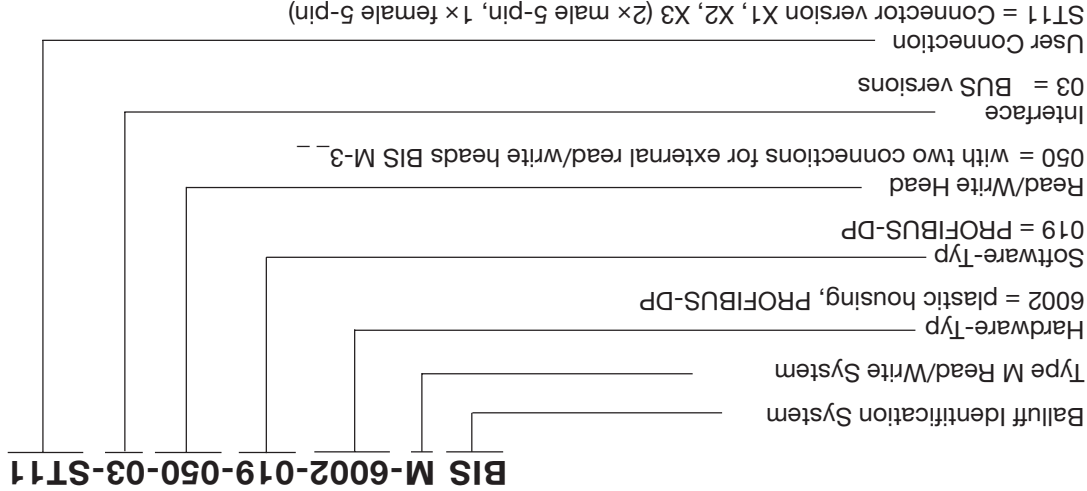 BIS M-6002-019-050-03-ST11
Balluff Identification System
Type M Read/Write System
Hardware-Typ
6002 = plastic housing, PROFIBUS-DP
Software-Typ
019 = PROFIBUS-DP
Read/Write Head
050 = with two connections for external read/write heads BIS M-3_ _
Interface
03 = BUS versions
User Connection
ST11 = Connector version X1, X2, X3 (2× male 5-pin, 1× female 5-pin)